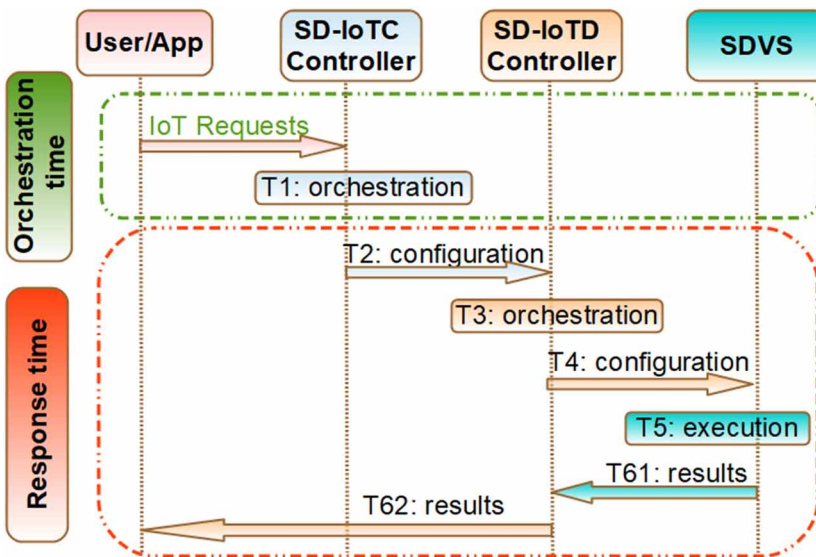 User/App
SD-IoTC
Controller
SD-IoTD
Controller
SDVS
Orchestration
time
IoT Requests
T1: orchestration
T2: configuration
T3: orchestration
T4: configuration
Response time
T5: execution
T61: results
T62: results